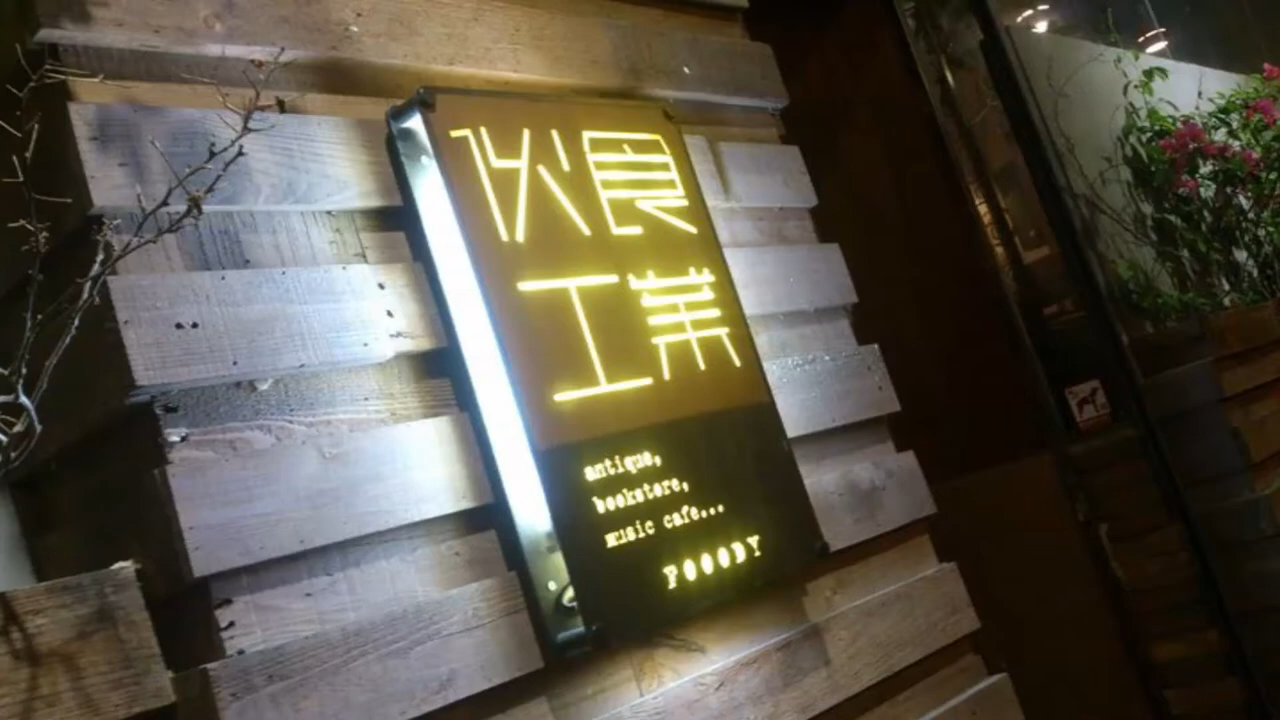 伙食
工業
antique,
bookstore,
music cafe...
FOOODY